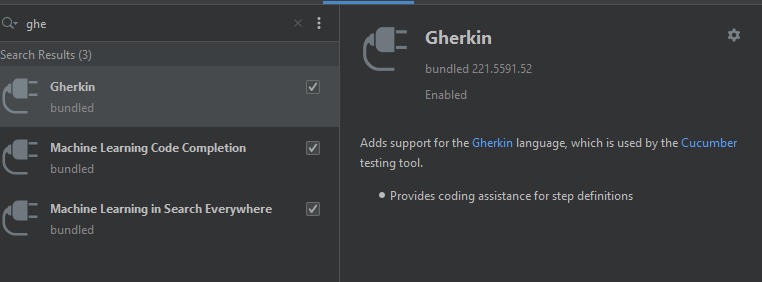 ghe
Search Results (3)
Gherkin
bundled
Machine Learning Code Completion
bundled
Machine Learning in Search Everywhere
bundled
Gherkin
bundled 221.5591.52
Enabled
Adds support for the Gherkin language, which is used by the Cucumber
testing tool.
Provides coding assistance for step definitions